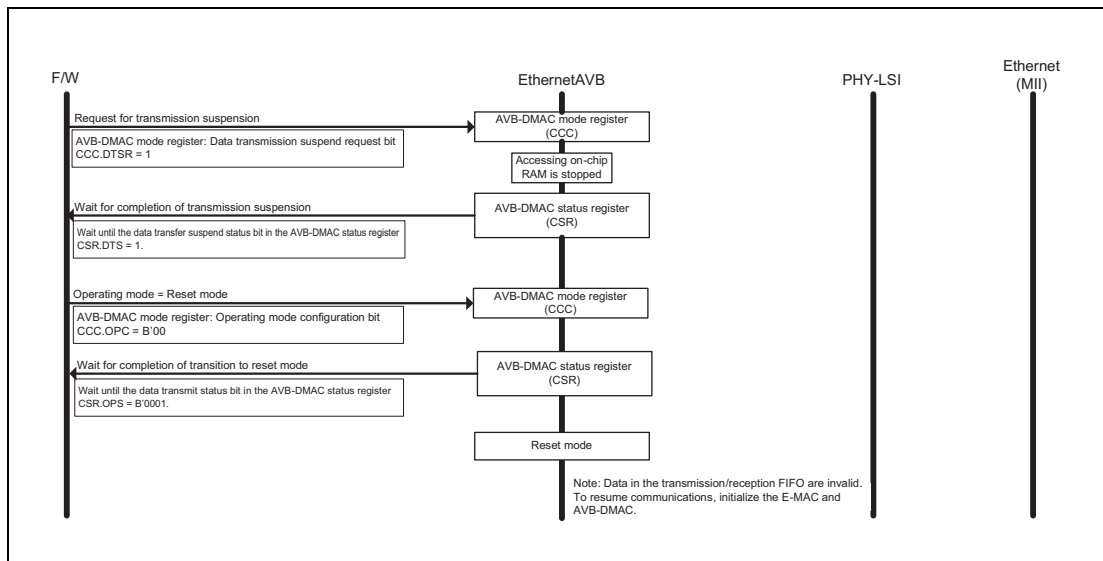 F/W
EthernetAVB
PHY-LSI
Ethernet
(MII)
Request for transmission suspension
AVB-DMAC mode register
(CCC)
AVB-DMAC mode register: Data transmission suspend request bit
CCC.DTSR = 1
Accessing on-chip
RAM is stopped
Wait for completion of transmission suspension
AVB-DMAC status register
(CSR)
Wait until the data transfer suspend status bit in the AVB-DMAC status register
CSR.DTS = 1.
Operating mode = Reset mode
AVB-DMAC mode register
(CCC)
AVB-DMAC mode register: Operating mode configuration bit
CCC.OPC = B'00
Wait for completion of transition to reset mode
AVB-DMAC status register
(CSR)
Wait until the data transmit status bit in the AVB-DMAC status register
CSR.OPS = B'0001.
Reset mode
Note: Data in the transmission/reception FIFO are invalid.
To resume communications, initialize the E-MAC and
AVB-DMAC.